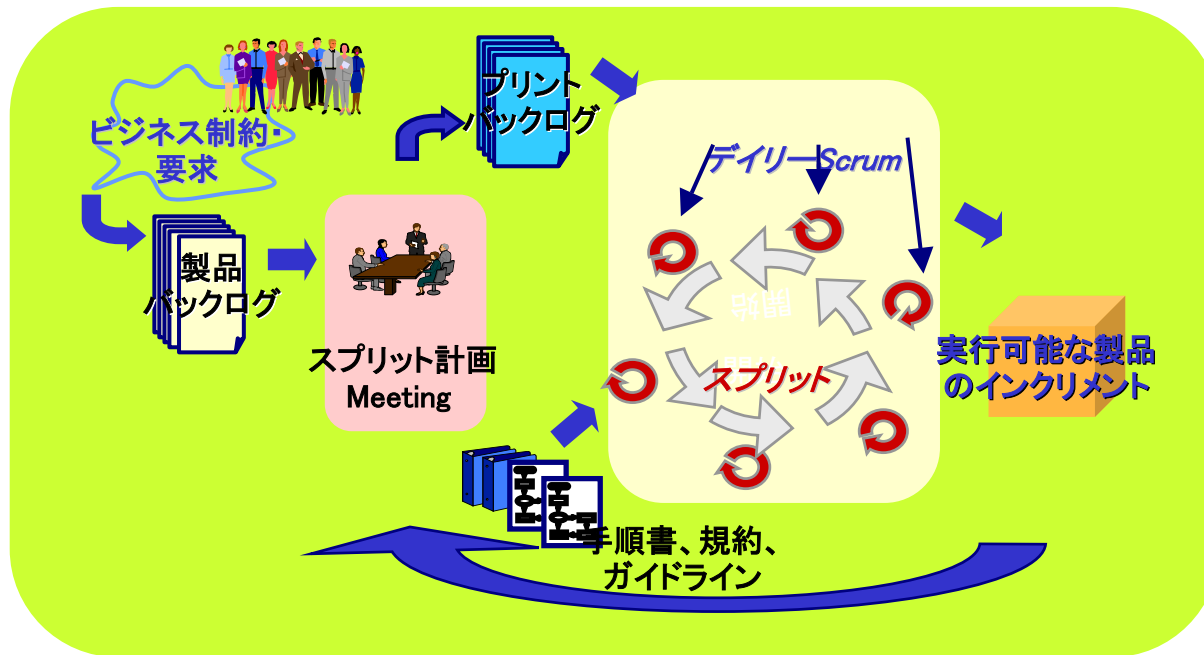 ビジネス制約・
要求
プリント
バックログ
製品
バックログ
スプリット計画
Meeting
デイリーScrum
開始
スプリット
実行可能な製品
のインクリメント
手順書、規約、
ガイドライン